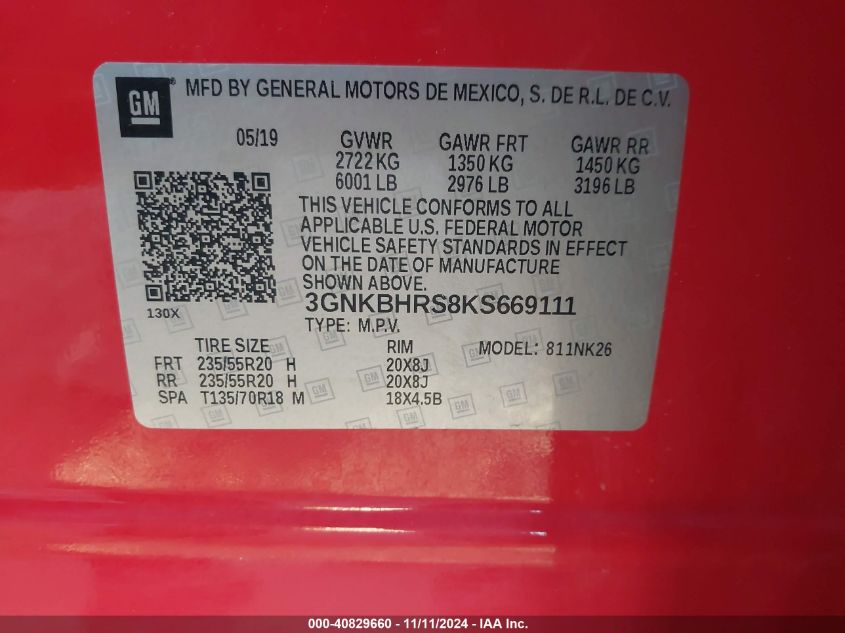 GM ® MFD BY GENERAL MOTORS DE MEXICO, S. DE R.L. DE C.V.
05/19 GVWR GAWR FRT GAWR RR
2722 KG 1350 KG 1450 KG
6001 LB 2976 LB 3196 LB
THIS VEHICLE CONFORMS TO ALL
APPLICABLE U.S. FEDERAL MOTOR
VEHICLE SAFETY STANDARDS IN EFFECT
ON THE DATE OF MANUFACTURE
SHOWN ABOVE.
130X 3GNKBHRS8KS669111
TYPE: M.P.V.
TIRE SIZE RIM MODEL: 811NK26
FRT 235/55R20 H 20X8J
RR 235/55R20 H 20X8J
SPA T135/70R18 M 18X4.5B
000-40829660 - 11/11/2024 - IAA Inc.